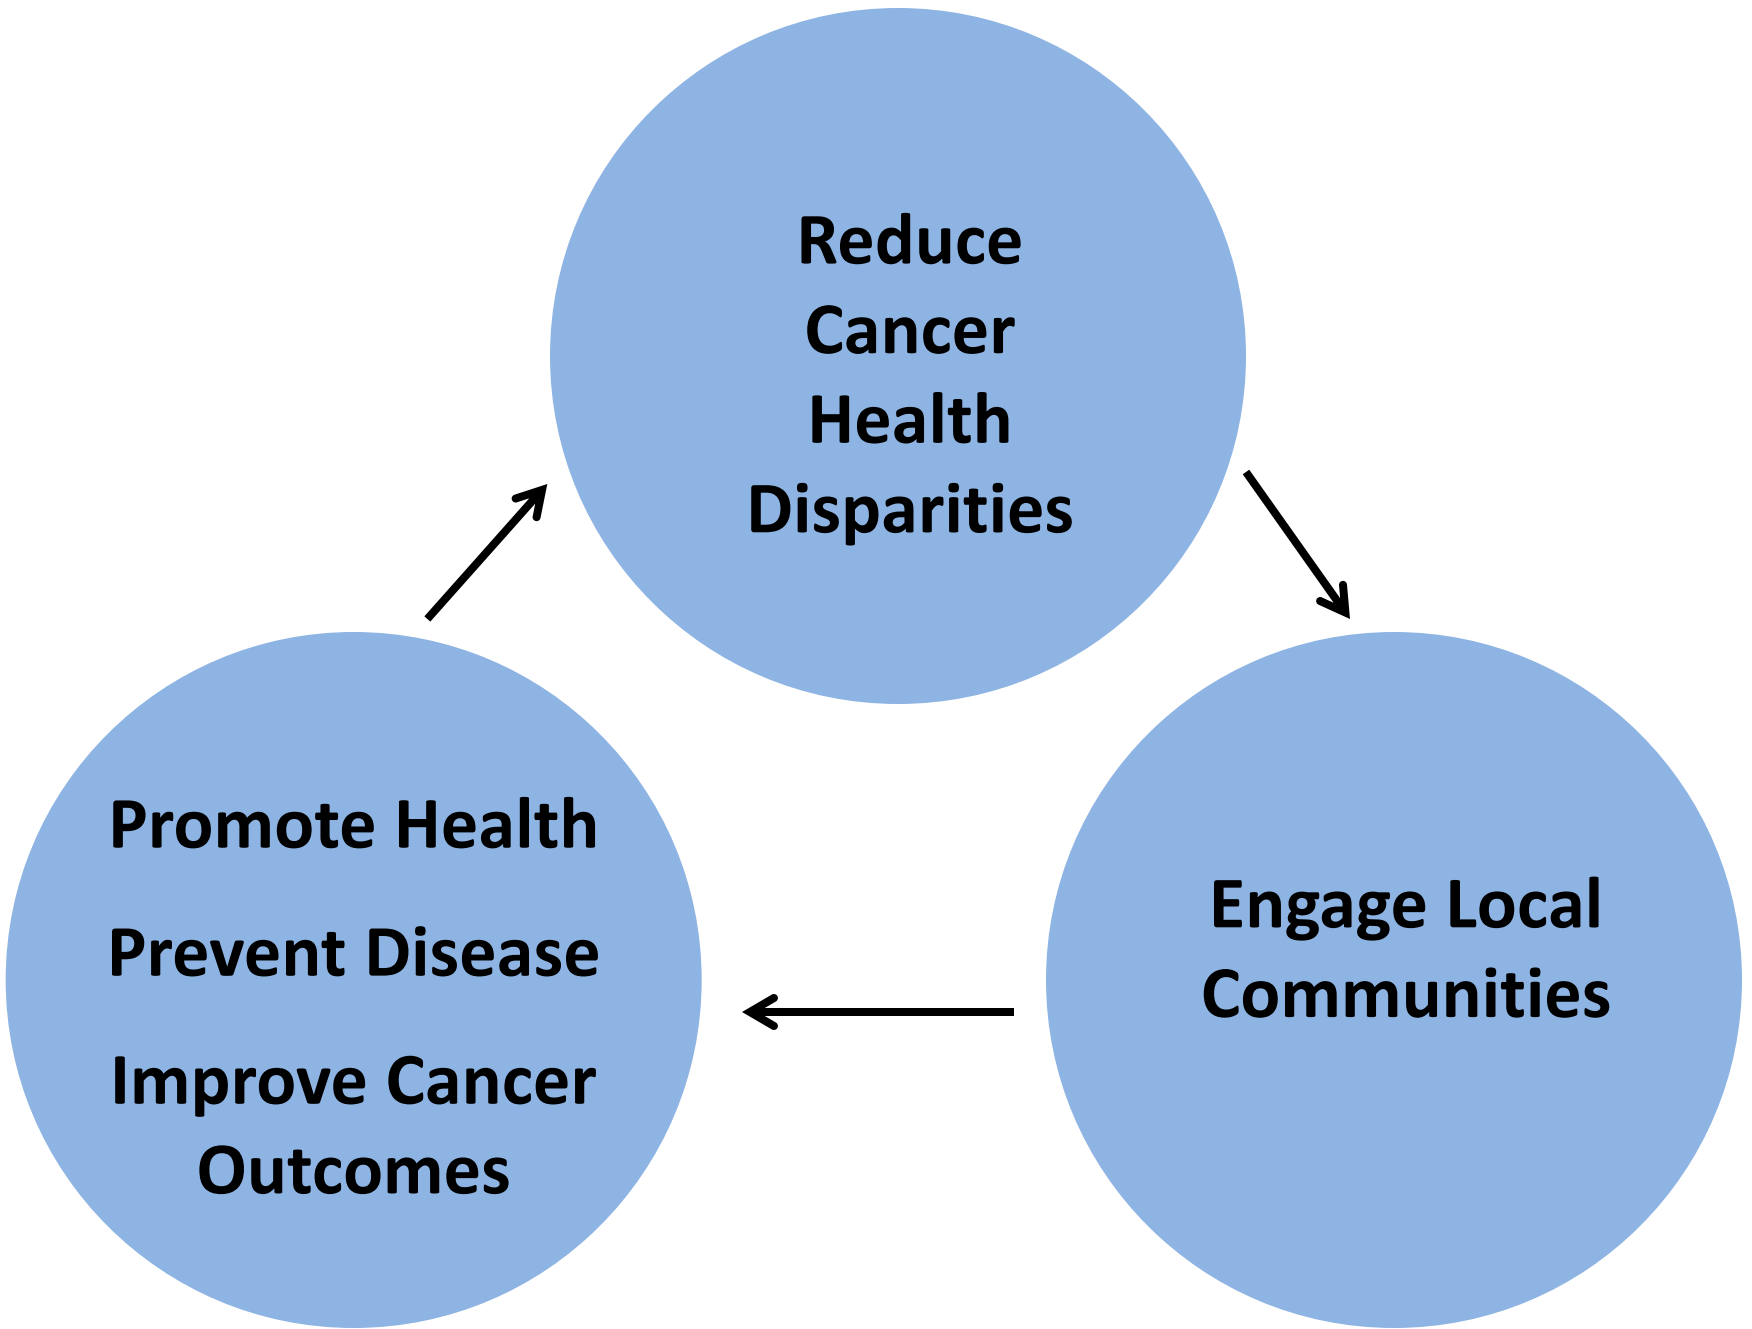 Reduce
Cancer
Health
Disparities
Promote Health
Prevent Disease
Improve Cancer
Outcomes
Engage Local
Communities